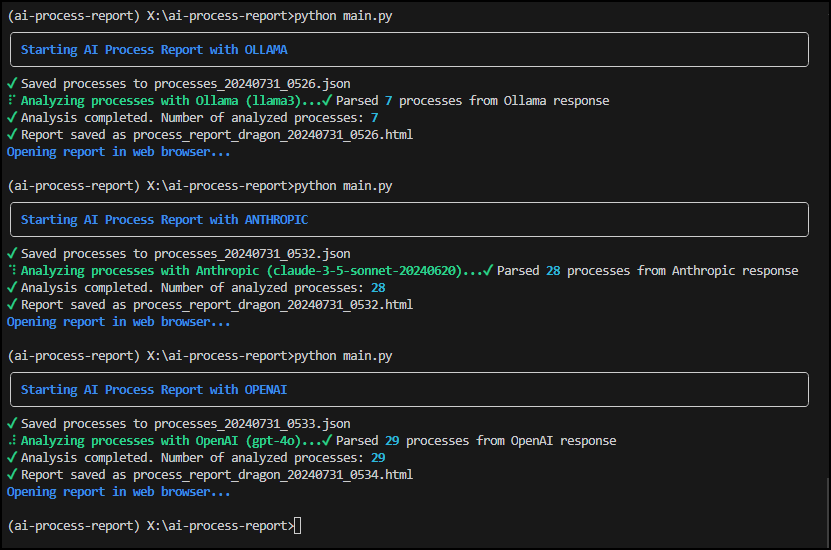 (ai-process-report) X:\ai-process-report>python main.py
Starting AI Process Report with OLLAMA
✓ Saved processes to processes_20240731_0526.json
⠏ Analyzing processes with Ollama (llama3)...✓ Parsed 7 processes from Ollama response
✓ Analysis completed. Number of analyzed processes: 7
✓ Report saved as process_report_dragon_20240731_0526.html
Opening report in web browser...
(ai-process-report) X:\ai-process-report>python main.py
Starting AI Process Report with ANTHROPIC
✓ Saved processes to processes_20240731_0532.json
⠹ Analyzing processes with Anthropic (claude-3-5-sonnet-20240620)...✓ Parsed 28 processes from Anthropic response
✓ Analysis completed. Number of analyzed processes: 28
✓ Report saved as process_report_dragon_20240731_0532.html
Opening report in web browser...
(ai-process-report) X:\ai-process-report>python main.py
Starting AI Process Report with OPENAI
✓ Saved processes to processes_20240731_0533.json
⠼ Analyzing processes with OpenAI (gpt-4o)...✓ Parsed 29 processes from OpenAI response
✓ Analysis completed. Number of analyzed processes: 29
✓ Report saved as process_report_dragon_20240731_0534.html
Opening report in web browser...
(ai-process-report) X:\ai-process-report>